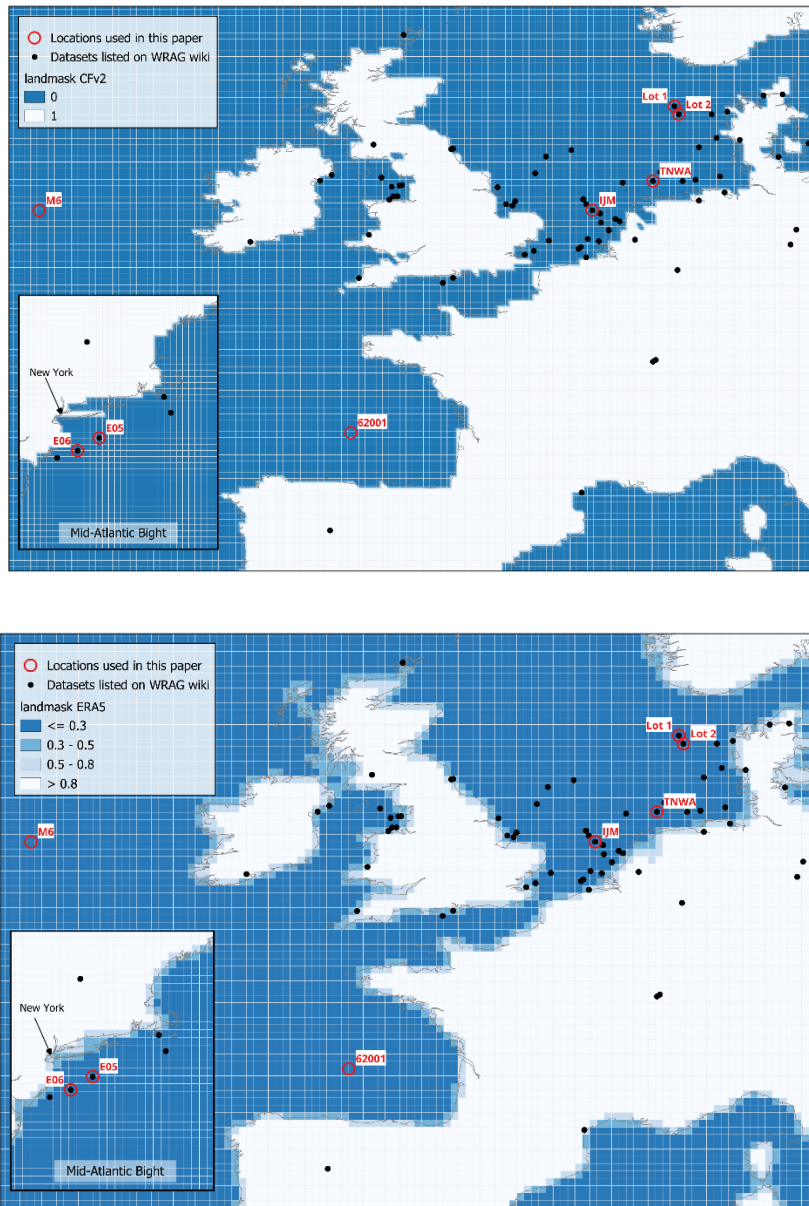 Locations used in this paper
Datasets listed on WRAG wiki
landmask CFv2
0
1
Lot 1
Lot 2
TNWA
M6
IJM
New York
E05
E06
62001
Mid-Atlantic Bight
Locations used in this paper
Datasets listed on WRAG wiki
landmask ERA5
<= 0.3
0.3 - 0.5
0.5 - 0.8
> 0.8
Lot 1
Lot 2
TNWA
M6
IJM
New York
E05
E06
62001
Mid-Atlantic Bight